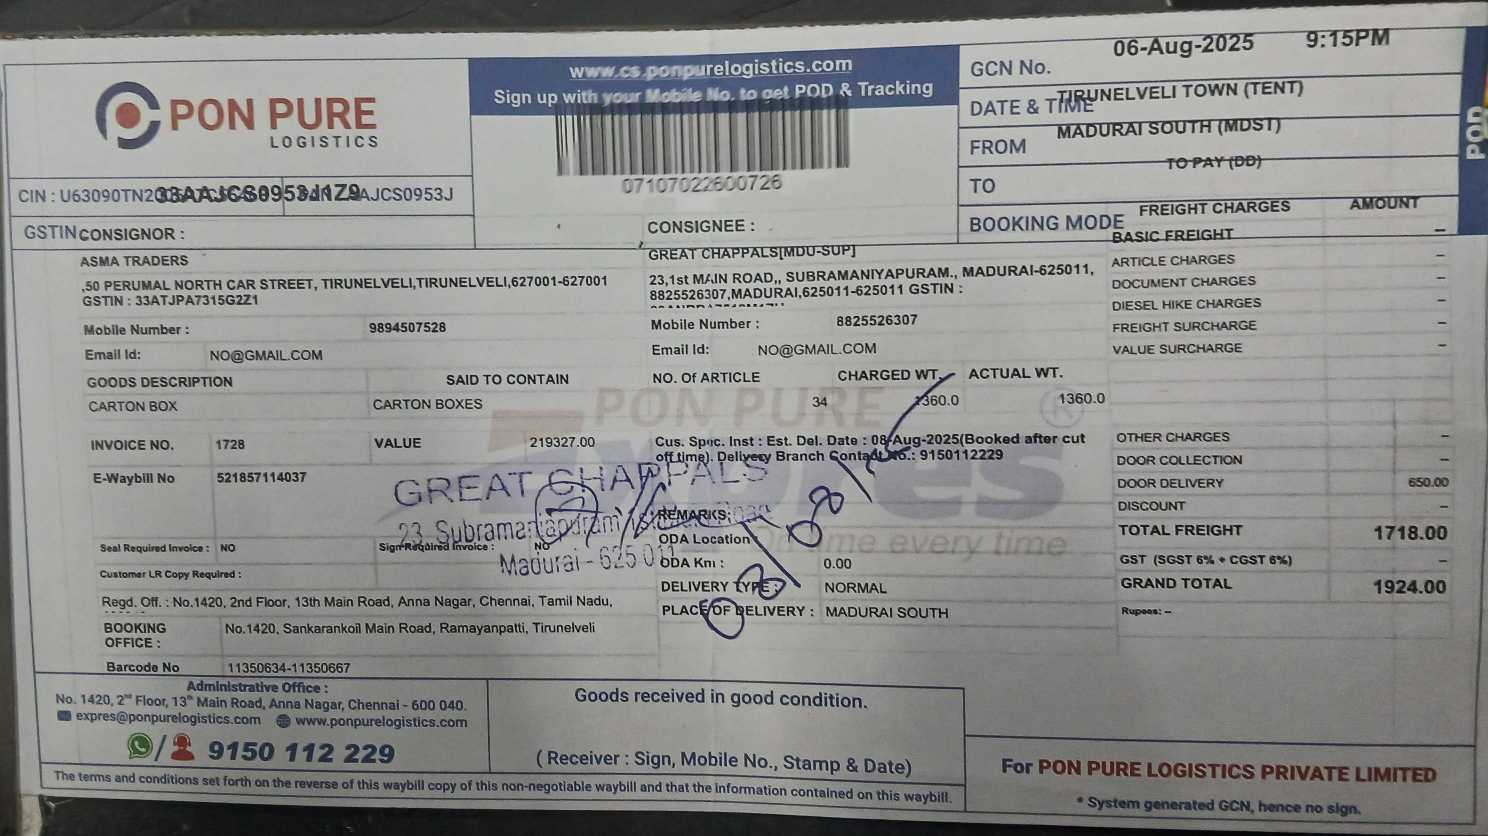 PON PURE
LOGISTICS
www.cs.ponpurelogistics.com
Sign up with your Mobile No. to get POD & Tracking
07107022600726
06-Aug-2025 9:15PM
GCN No.
TIRUNELVELI TOWN (TENT)
DATE & TIME
MADURAI SOUTH (MDST)
FROM
TO PAY (DD)
TO
BOOKING MODE
POD
CIN : U63090TN2 33AAJCS0953J1Z9 AAJCS0953J
GSTIN CONSIGNOR :
ASMA TRADERS
,50 PERUMAL NORTH CAR STREET, TIRUNELVELI,TIRUNELVELI,627001-627001
GSTIN : 33ATJPA7315G2Z1
Mobile Number : 9894507528
Email Id: NO@GMAIL.COM
CONSIGNEE :
GREAT CHAPPALS[MDU-SUP]
23,1st MAIN ROAD,, SUBRAMANIYAPURAM., MADURAI-625011,
8825526307,MADURAI,625011-625011 GSTIN :
Mobile Number : 8825526307
Email Id: NO@GMAIL.COM
FREIGHT CHARGES AMOUNT
BASIC FREIGHT –
ARTICLE CHARGES –
DOCUMENT CHARGES –
DIESEL HIKE CHARGES –
FREIGHT SURCHARGE –
VALUE SURCHARGE –
GOODS DESCRIPTION SAID TO CONTAIN NO. Of ARTICLE CHARGED WT. ACTUAL WT.
CARTON BOX CARTON BOXES 34 1360.0 1360.0
PON PURE
Expres
on time every time
INVOICE NO. 1728 VALUE 219327.00
E-Waybill No 521857114037
Cus. Spec. Inst : Est. Del. Date : 08-Aug-2025(Booked after cut
off time). Delivery Branch Contact No.: 9150112229
OTHER CHARGES –
DOOR COLLECTION –
DOOR DELIVERY 650.00
DISCOUNT –
TOTAL FREIGHT 1718.00
GST (SGST 6% + CGST 6%) –
GRAND TOTAL 1924.00
Rupees: –
GREAT CHAPPALS
23, Subramaniapuram
Madurai - 625 011
REMARKS
ODA Location
ODA Km : 0.00
DELIVERY TYPE : NORMAL
PLACE OF DELIVERY : MADURAI SOUTH
Seal Required Invoice : NO Sign Required Invoice : NO
Customer LR Copy Required :
Regd. Off. : No.1420, 2nd Floor, 13th Main Road, Anna Nagar, Chennai, Tamil Nadu,
BOOKING OFFICE : No.1420, Sankarankoil Main Road, Ramayanpatti, Tirunelveli
Barcode No 11350634-11350667
Administrative Office :
No. 1420, 2nd Floor, 13th Main Road, Anna Nagar, Chennai - 600 040.
expres@ponpurelogistics.com www.ponpurelogistics.com
9150 112 229
Goods received in good condition.
( Receiver : Sign, Mobile No., Stamp & Date)
The terms and conditions set forth on the reverse of this waybill copy of this non-negotiable waybill and that the information contained on this waybill.
For PON PURE LOGISTICS PRIVATE LIMITED
* System generated GCN, hence no sign.